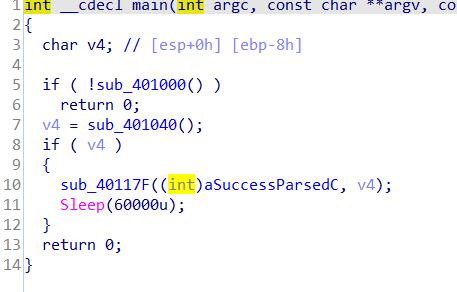 1 int __cdecl main(int argc, const char **argv, co
2 {
3 char v4; // [esp+0h] [ebp-8h]
4
5 if ( !sub_401000() )
6 return 0;
7 v4 = sub_401040();
8 if ( v4 )
9 {
10 sub_40117F((int)aSuccessParsedC, v4);
11 Sleep(60000u);
12 }
13 return 0;
14 }